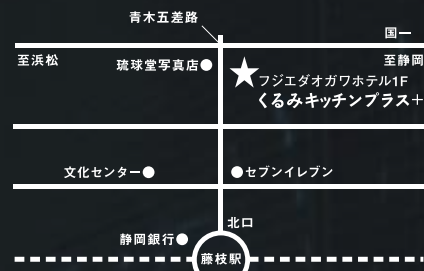 青木五差路
国一
至浜松
至静岡
琉球堂写真店
フジエダオガワホテル1F
くるみキッチンプラス+
文化センター
セブンイレブン
北口
静岡銀行
藤枝駅